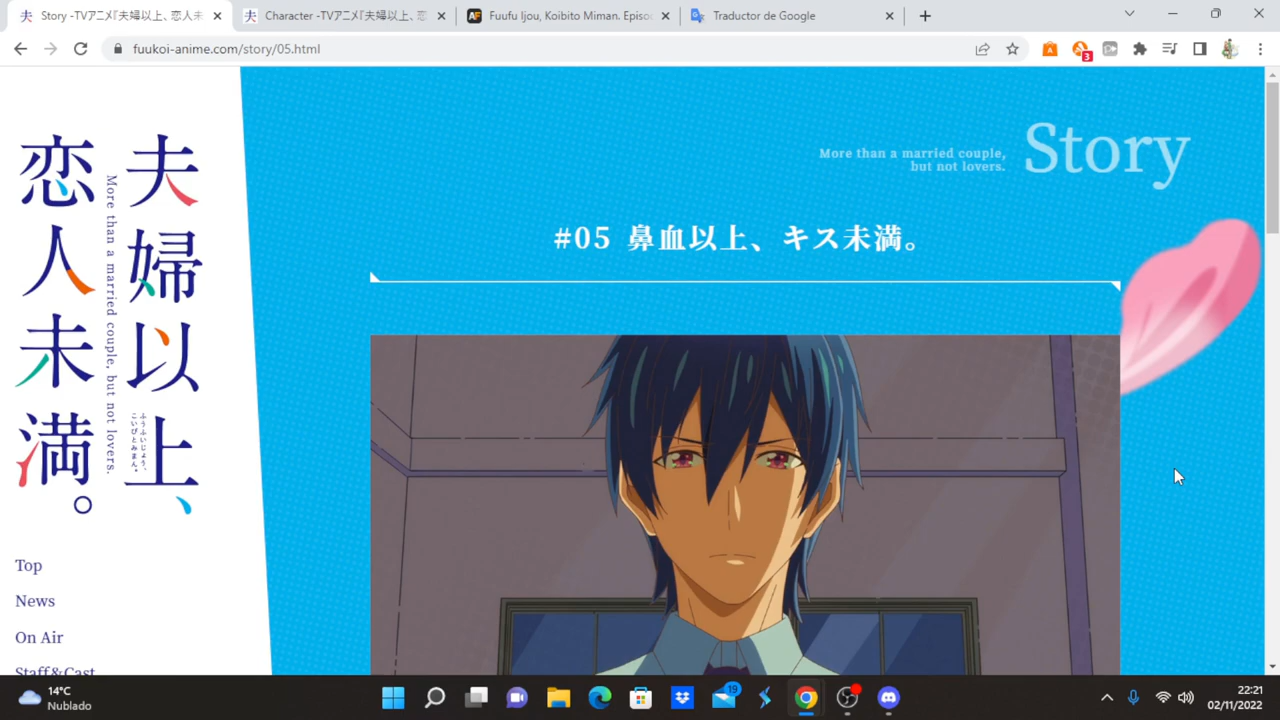 Story -TVアニメ『夫婦以上、恋人未
Character -TVアニメ『夫婦以上、恋
Fuufu Ijou, Koibito Miman. Episod
Traductor de Google
fuukoi-anime.com/story/05.html
3
夫婦以上、
ふうふいじょう、
こいびとみまん。
More than a married couple, but not lovers.
恋人未満。
More than a married couple,
but not lovers.
Story
#05 鼻血以上、キス未満。
Top
News
On Air
Staff&Cast
14°C
Nublado
19
22:21
02/11/2022